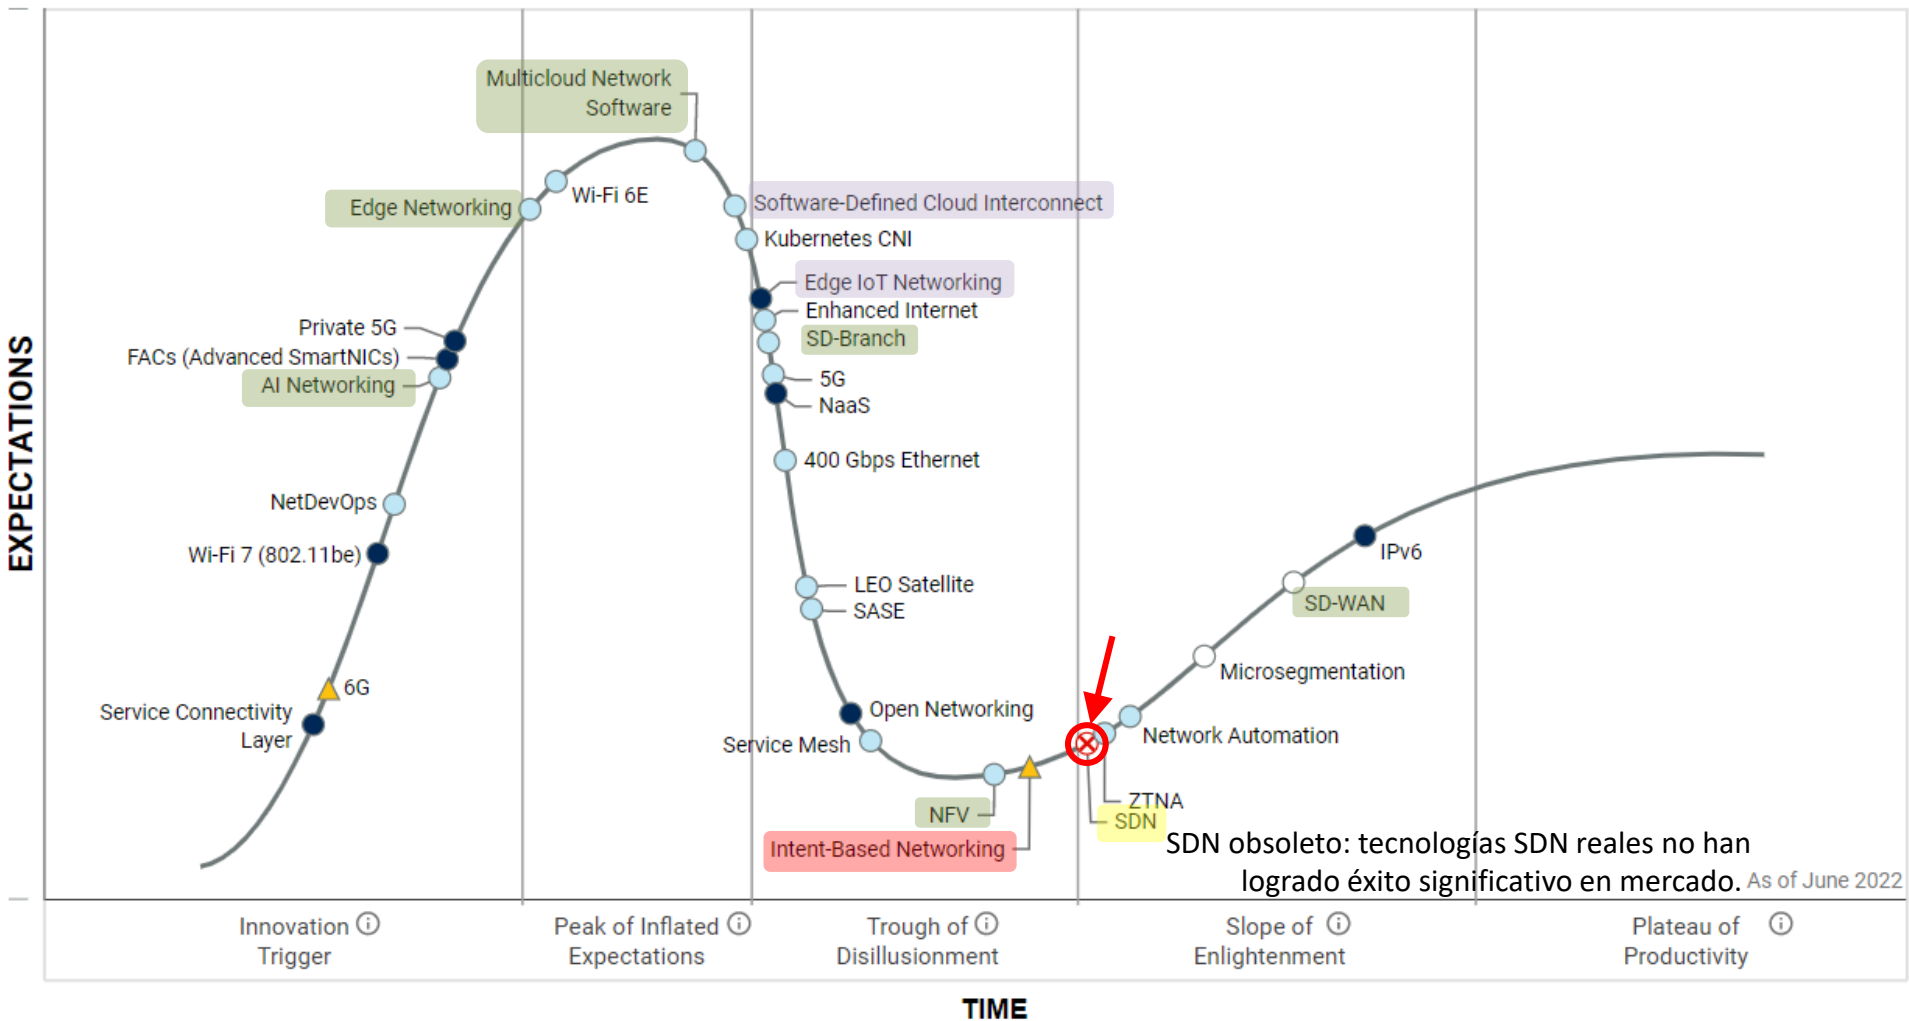 Multicloud Network
Software
Edge Networking
Wi-Fi 6E
Software-Defined Cloud Interconnect
Kubernetes CNI
Edge IoT Networking
Enhanced Internet
SD-Branch
5G
NaaS
400 Gbps Ethernet
Private 5G
FACs (Advanced SmartNICs)
AI Networking
NetDevOps
Wi-Fi 7 (802.11be)
6G
Service Connectivity
Layer
LEO Satellite
SASE
Open Networking
Service Mesh
NFV
Intent-Based Networking
IPv6
SD-WAN
Microsegmentation
Network Automation
ZTNA
SDN
SDN obsoleto: tecnologías SDN reales no han
logrado éxito significativo en mercado.
As of June 2022
EXPECTATIONS
Innovation
Trigger
Peak of Inflated
Expectations
Trough of
Disillusionment
Slope of
Enlightenment
Plateau of
Productivity
TIME